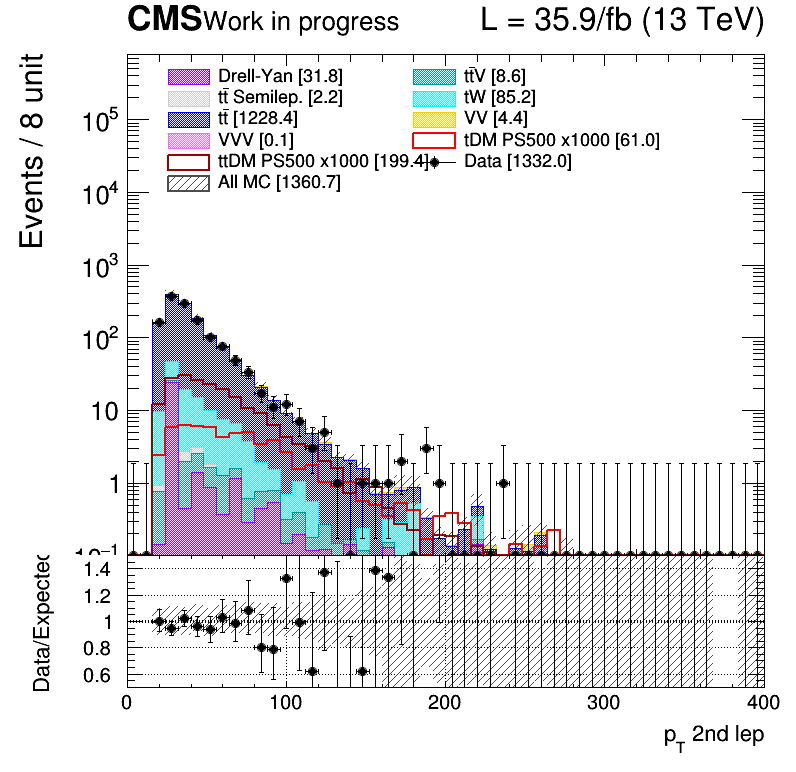 CMS Work in progress L = 35.9/fb (13 TeV)
Events / 8 unit
Drell-Yan [31.8] tt̄V [8.6]
tt̄ Semilep. [2.2] tW [85.2]
tt̄ [1228.4] VV [4.4]
VVV [0.1] tDM PS500 x1000 [61.0]
ttDM PS500 x1000 [199.4] Data [1332.0]
All MC [1360.7]
10⁵
10⁴
10³
10²
10
1
10⁻¹
Data/Expected
1.4
1.2
1
0.8
0.6
0 100 200 300 400
p_T 2nd lep